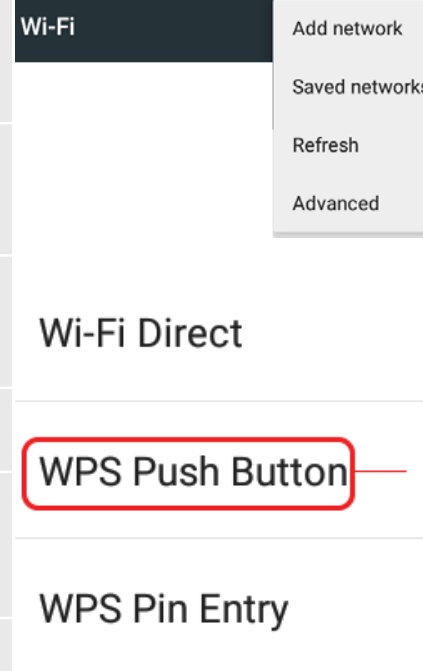 Wi-Fi
Add network
Saved networks
Refresh
Advanced
Wi-Fi Direct
WPS Push Button
WPS Pin Entry